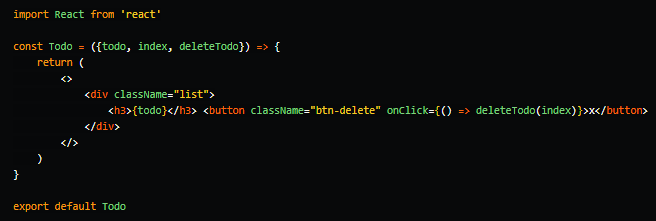 import React from 'react'
const Todo = ({todo, index, deleteTodo}) => {
return (
<>
<div className="list">
<h3>{todo}</h3> <button className="btn-delete" onClick={() => deleteTodo(index)}>x</button>
</div>
</>
)
}
export default Todo